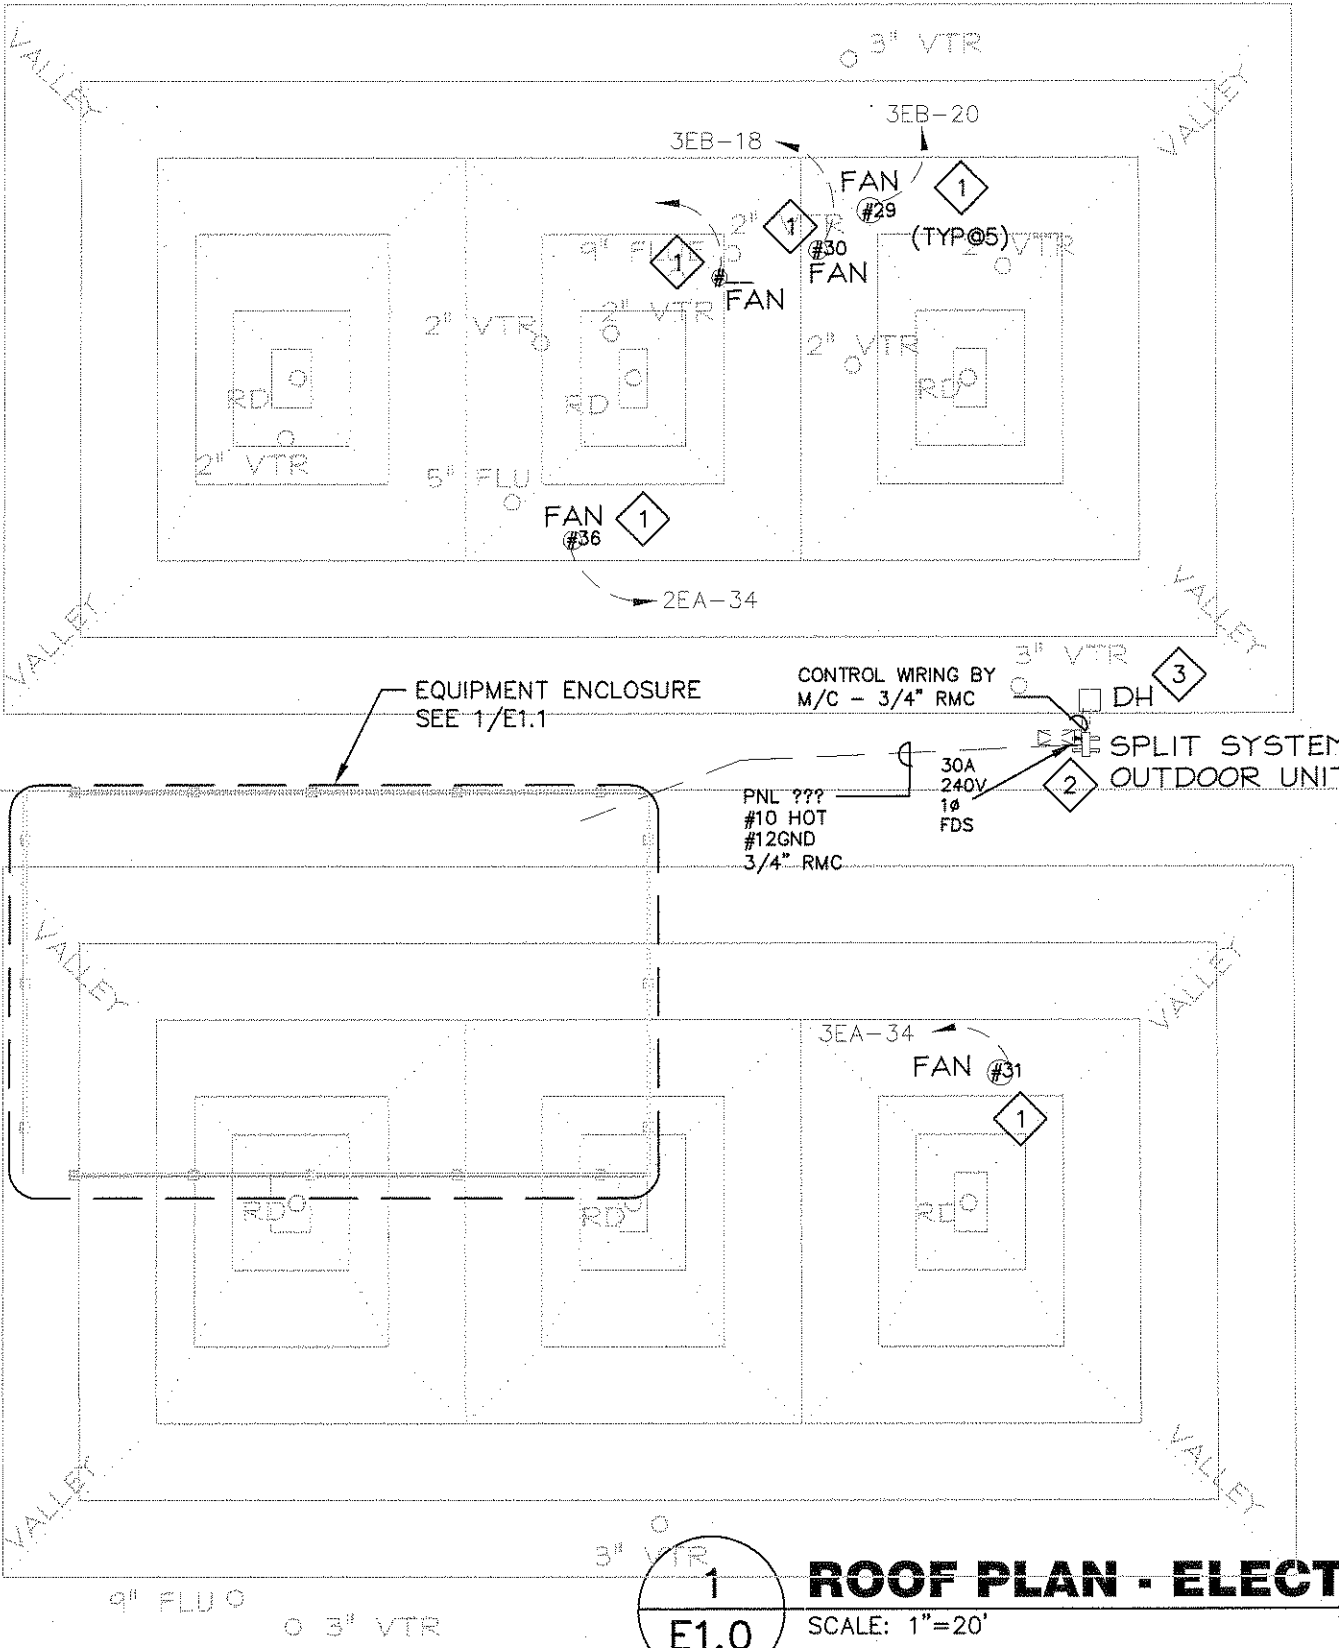 VALLEY
3" VTR
VALLEY
3EB-20
3EB-18
FAN
#29
1
(TYP@5)
2" VTR
1
2" VTR
#30
FAN
9" FLUE
1
#__
FAN
2" VTR
2" VTR
2" VTR
RD
RD
RD
2" VTR
5" FLU
FAN
#36
1
2EA-34
VALLEY
VALLEY
3" VTR
3
DH
CONTROL WIRING BY
M/C - 3/4" RMC
EQUIPMENT ENCLOSURE
SEE 1/E1.1
SPLIT SYSTEM
OUTDOOR UNIT
2
30A
240V
1ø
FDS
PNL ???
#10 HOT
#12GND
3/4" RMC
VALLEY
VALLEY
3EA-34
FAN
#31
1
RD
RD
RD
VALLEY
VALLEY
3" VTR
9" FLU
3" VTR
1
E1.0
ROOF PLAN - ELECT
SCALE: 1"=20'